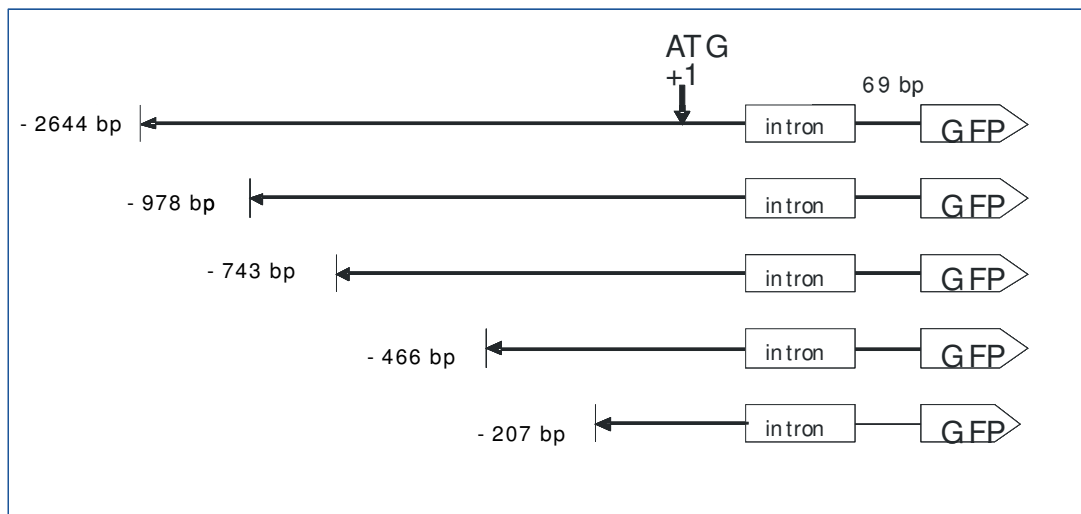 ATG
+1
69 bp
- 2644 bp intron GFP
- 978 bp intron GFP
- 743 bp intron GFP
- 466 bp intron GFP
- 207 bp intron GFP